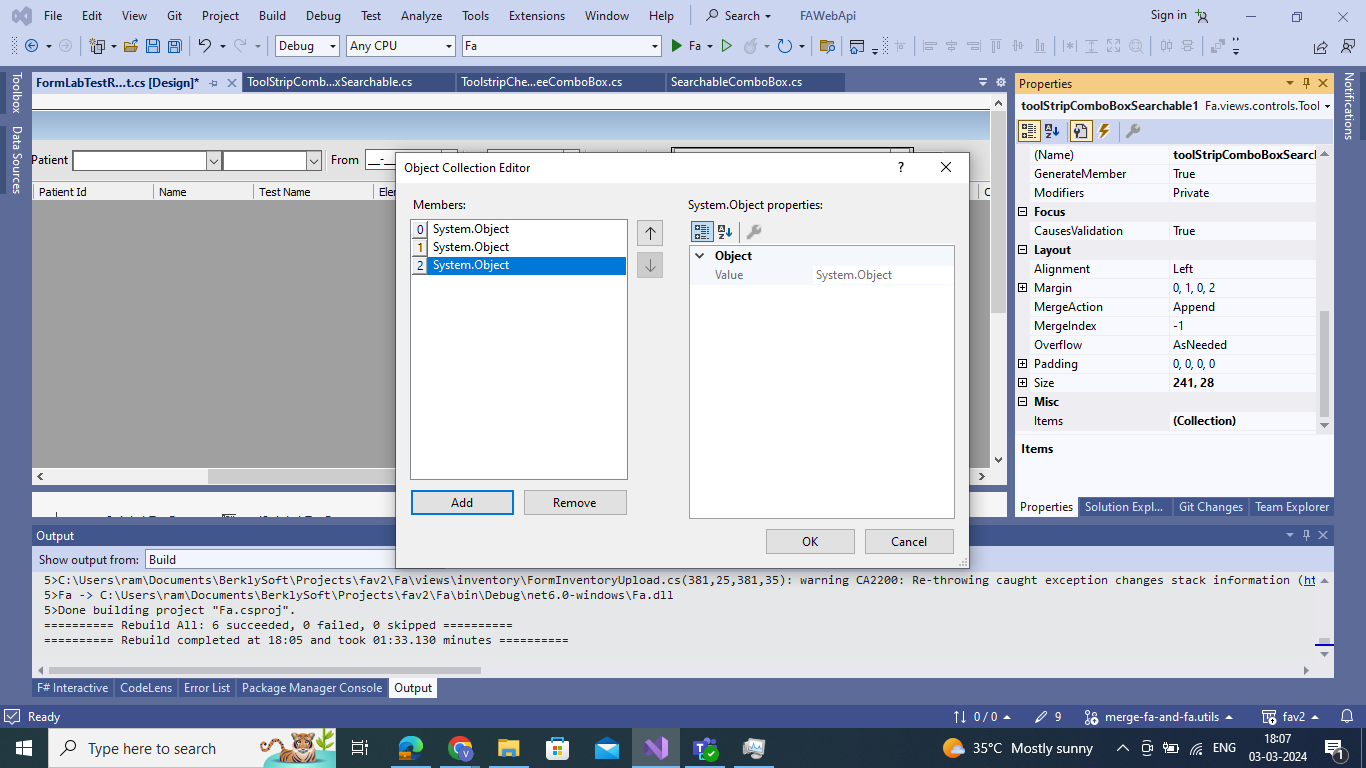 File Edit View Git Project Build Debug Test Analyze Tools Extensions Window Help Search FAWebApi Sign in
Debug Any CPU Fa Fa
Toolbox
Data Sources
FormLabTestR...t.cs [Design]* ToolStripComb...xSearchable.cs ToolstripChe...eeComboBox.cs SearchableComboBox.cs
Patient From __-__
Patient Id Name Test Name Eler
Object Collection Editor ?
Members:
0 System.Object
1 System.Object
2 System.Object
Add Remove
System.Object properties:
Object
Value System.Object
OK Cancel
Properties
toolStripComboBoxSearchable1 Fa.views.controls.Tool
(Name) toolStripComboBoxSearcl
GenerateMember True
Modifiers Private
Focus
CausesValidation True
Layout
Alignment Left
Margin 0, 1, 0, 2
MergeAction Append
MergeIndex -1
Overflow AsNeeded
Padding 0, 0, 0, 0
Size 241, 28
Misc
Items (Collection)
Items
Properties Solution Expl... Git Changes Team Explorer
Notifications
Output
Show output from: Build
5>C:\Users\ram\Documents\BerklySoft\Projects\fav2\Fa\views\inventory\FormInventoryUpload.cs(381,25,381,35): warning CA2200: Re-throwing caught exception changes stack information (ht
5>Fa -> C:\Users\ram\Documents\BerklySoft\Projects\fav2\Fa\bin\Debug\net6.0-windows\Fa.dll
5>Done building project "Fa.csproj".
========== Rebuild All: 6 succeeded, 0 failed, 0 skipped ==========
========== Rebuild completed at 18:05 and took 01:33.130 minutes ==========
F# Interactive CodeLens Error List Package Manager Console Output
Ready 0 / 0 9 merge-fa-and-fa.utils fav2
Type here to search 35°C Mostly sunny ENG 18:07
03-03-2024 1